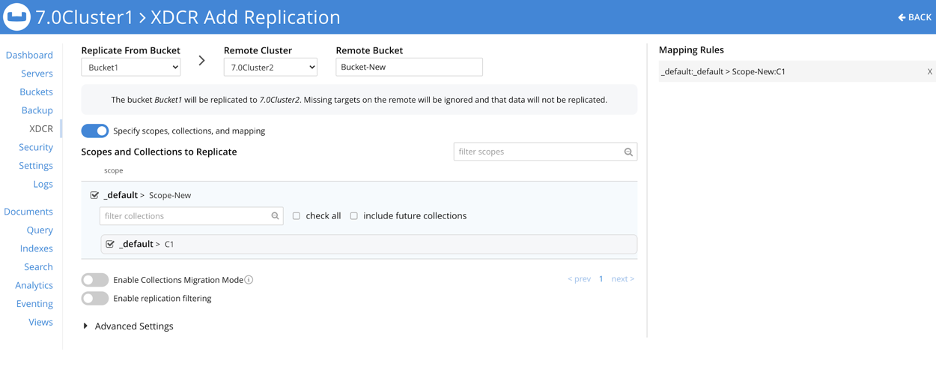 7.0Cluster1 > XDCR Add Replication
BACK
Dashboard
Servers
Buckets
Backup
XDCR
Security
Settings
Logs
Documents
Query
Indexes
Search
Analytics
Eventing
Views
Replicate From Bucket
Bucket1
>
Remote Cluster
7.0Cluster2
Remote Bucket
Bucket-New
The bucket Bucket1 will be replicated to 7.0Cluster2. Missing targets on the remote will be ignored and that data will not be replicated.
Specify scopes, collections, and mapping
Scopes and Collections to Replicate
filter scopes
scope
_default > Scope-New
filter collections
check all
include future collections
_default > C1
Enable Collections Migration Mode
< prev 1 next >
Enable replication filtering
Advanced Settings
Mapping Rules
_default:_default > Scope-New:C1 X